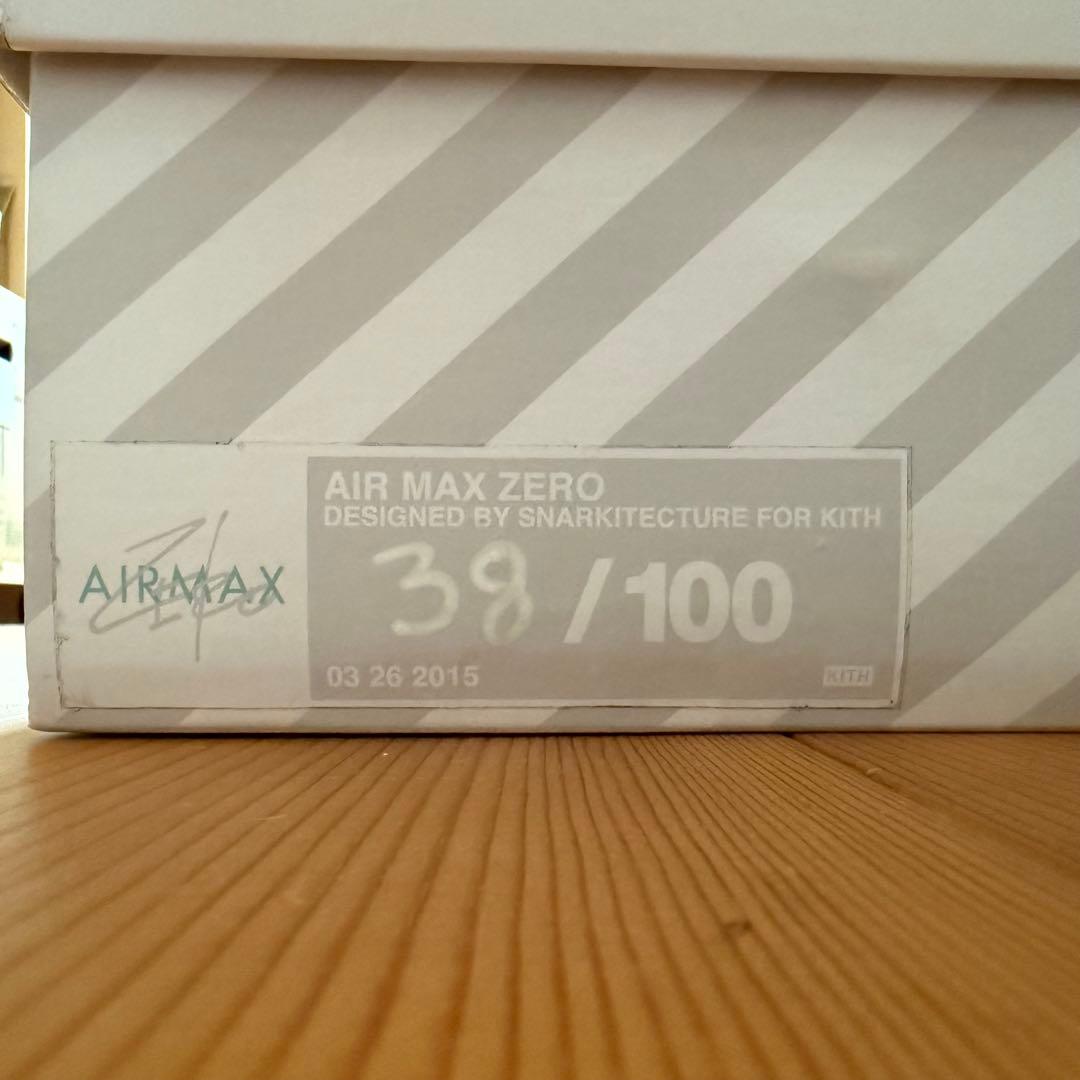 AIR MAX ZERO
DESIGNED BY SNARKITECTURE FOR KITH
AIRMAX
38 /100
03 26 2015
KITH